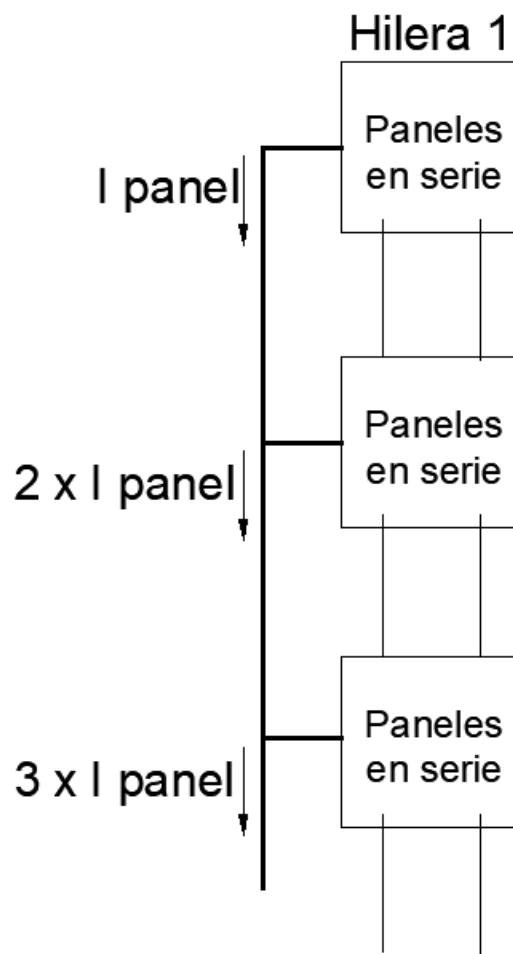 Hilera 1
Paneles
en serie
I panel
Paneles
en serie
2 x I panel
Paneles
en serie
3 x I panel